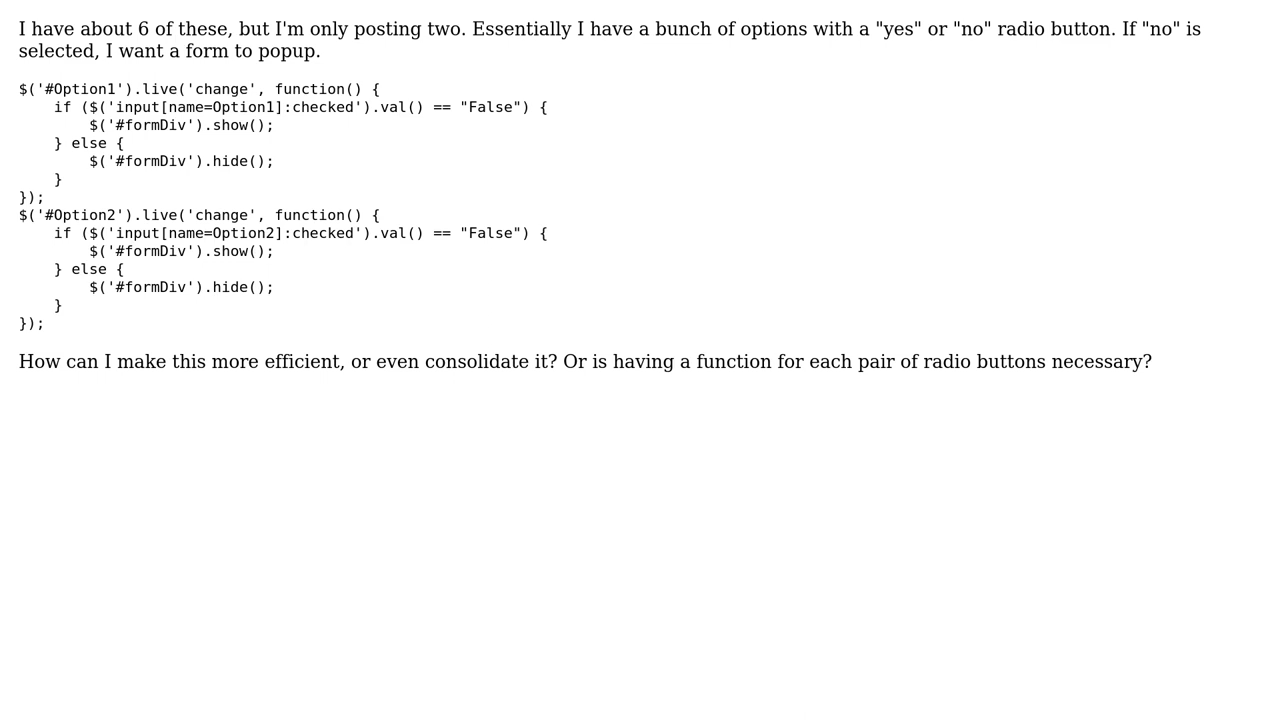 I have about 6 of these, but I'm only posting two. Essentially I have a bunch of options with a "yes" or "no" radio button. If "no" is
selected, I want a form to popup.
$('#Option1').live('change', function() {
    if ($('input[name=Option1]:checked').val() == "False") {
        $('#formDiv').show();
    } else {
        $('#formDiv').hide();
    }
});
$('#Option2').live('change', function() {
    if ($('input[name=Option2]:checked').val() == "False") {
        $('#formDiv').show();
    } else {
        $('#formDiv').hide();
    }
});
How can I make this more efficient, or even consolidate it? Or is having a function for each pair of radio buttons necessary?